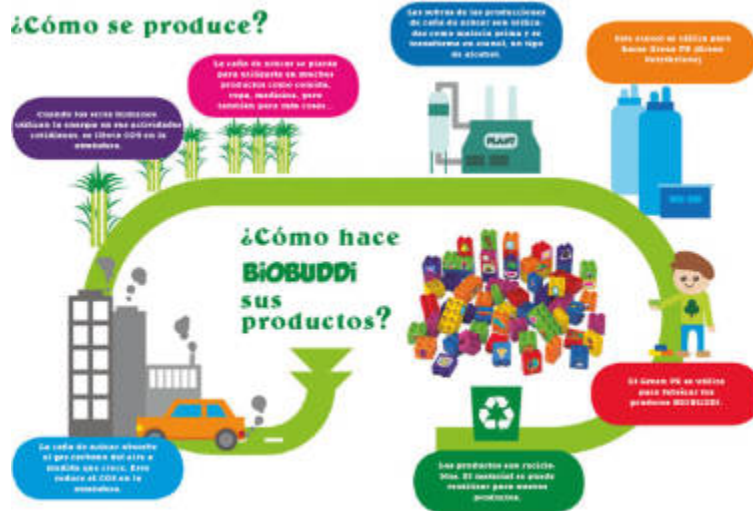 ¿Cómo se produce?
Cuando los seres humanos
utilizan la energía en sus actividades
cotidianas, se libera CO2 en la
atmósfera.
La caña de azúcar se planta
para utilizarla en muchos
productos como comida,
ropa, medicina, pero
también para más cosas.
Los restos de las producciones
de caña de azúcar son utiliza-
das como materia prima y se
transforma en etanol, un tipo
de alcohol.
Este etanol se utiliza para
hacer Green PE (Green
PLANT
¿Cómo hace
BIOBUDDI
sus
productos?
El Green PE se utiliza
para fabricar los
productos BIOBUDDI.
La caña de azúcar absorbe
el gas carbono del aire a
medida que crece. Esto
reduce el CO2 en la
atmósfera.
Los productos son recicla-
bles. El material se puede
reutilizar para nuevos
productos.